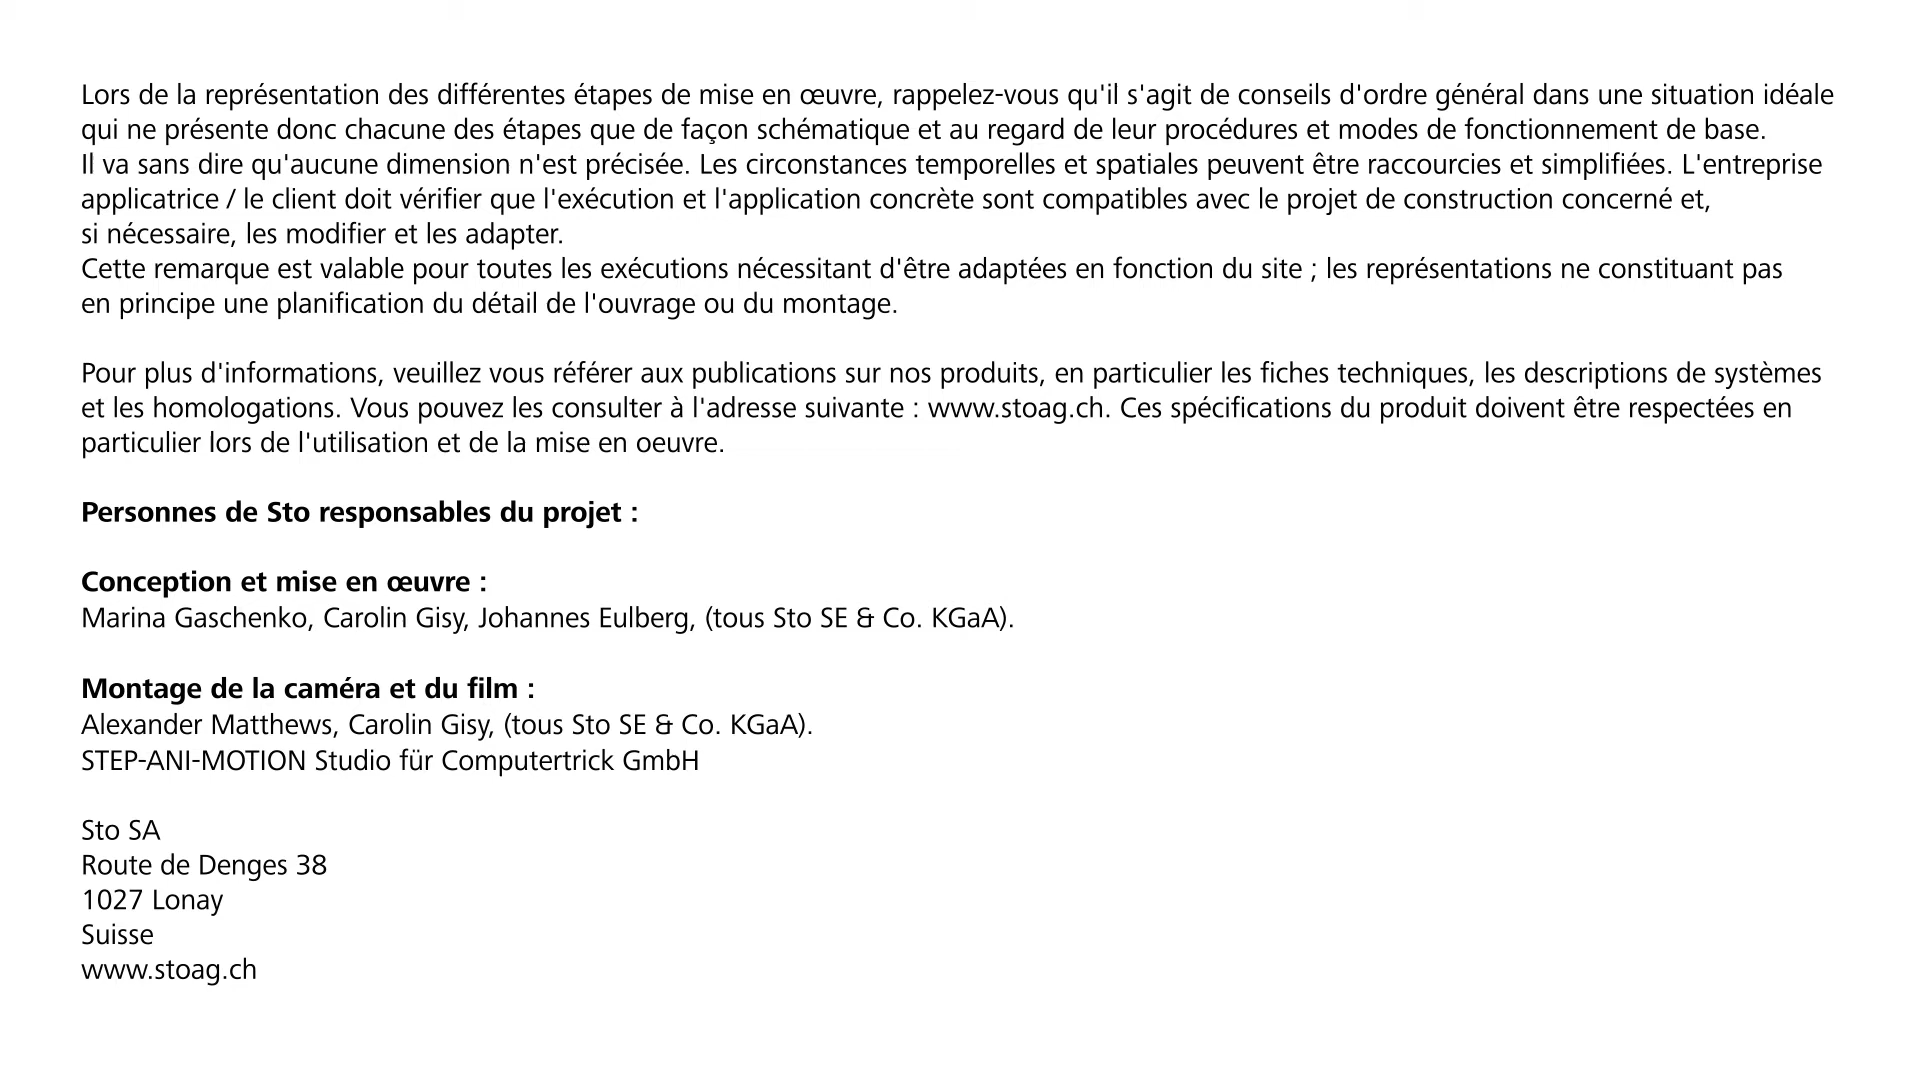 Lors de la représentation des différentes étapes de mise en œuvre, rappelez-vous qu'il s'agit de conseils d'ordre général dans une situation idéale
qui ne présente donc chacune des étapes que de façon schématique et au regard de leur procédures et modes de fonctionnement de base.
Il va sans dire qu'aucune dimension n'est précisée. Les circonstances temporelles et spatiales peuvent être raccourcies et simplifiées. L'entreprise
applicatrice / le client doit vérifier que l'exécution et l'application concrète sont compatibles avec le projet de construction concerné et,
si nécessaire, les modifier et les adapter.
Cette remarque est valable pour toutes les exécutions nécessitant d'être adaptées en fonction du site ; les représentations ne constituant pas
en principe une planification du détail de l'ouvrage ou du montage.
Pour plus d'informations, veuillez vous référer aux publications sur nos produits, en particulier les fiches techniques, les descriptions de systèmes
et les homologations. Vous pouvez les consulter à l'adresse suivante : www.stoag.ch. Ces spécifications du produit doivent être respectées en
particulier lors de l'utilisation et de la mise en oeuvre.
Personnes de Sto responsables du projet :
Conception et mise en œuvre :
Marina Gaschenko, Carolin Gisy, Johannes Eulberg, (tous Sto SE & Co. KGaA).
Montage de la caméra et du film :
Alexander Matthews, Carolin Gisy, (tous Sto SE & Co. KGaA).
STEP-ANI-MOTION Studio für Computertrick GmbH
Sto SA
Route de Denges 38
1027 Lonay
Suisse
www.stoag.ch